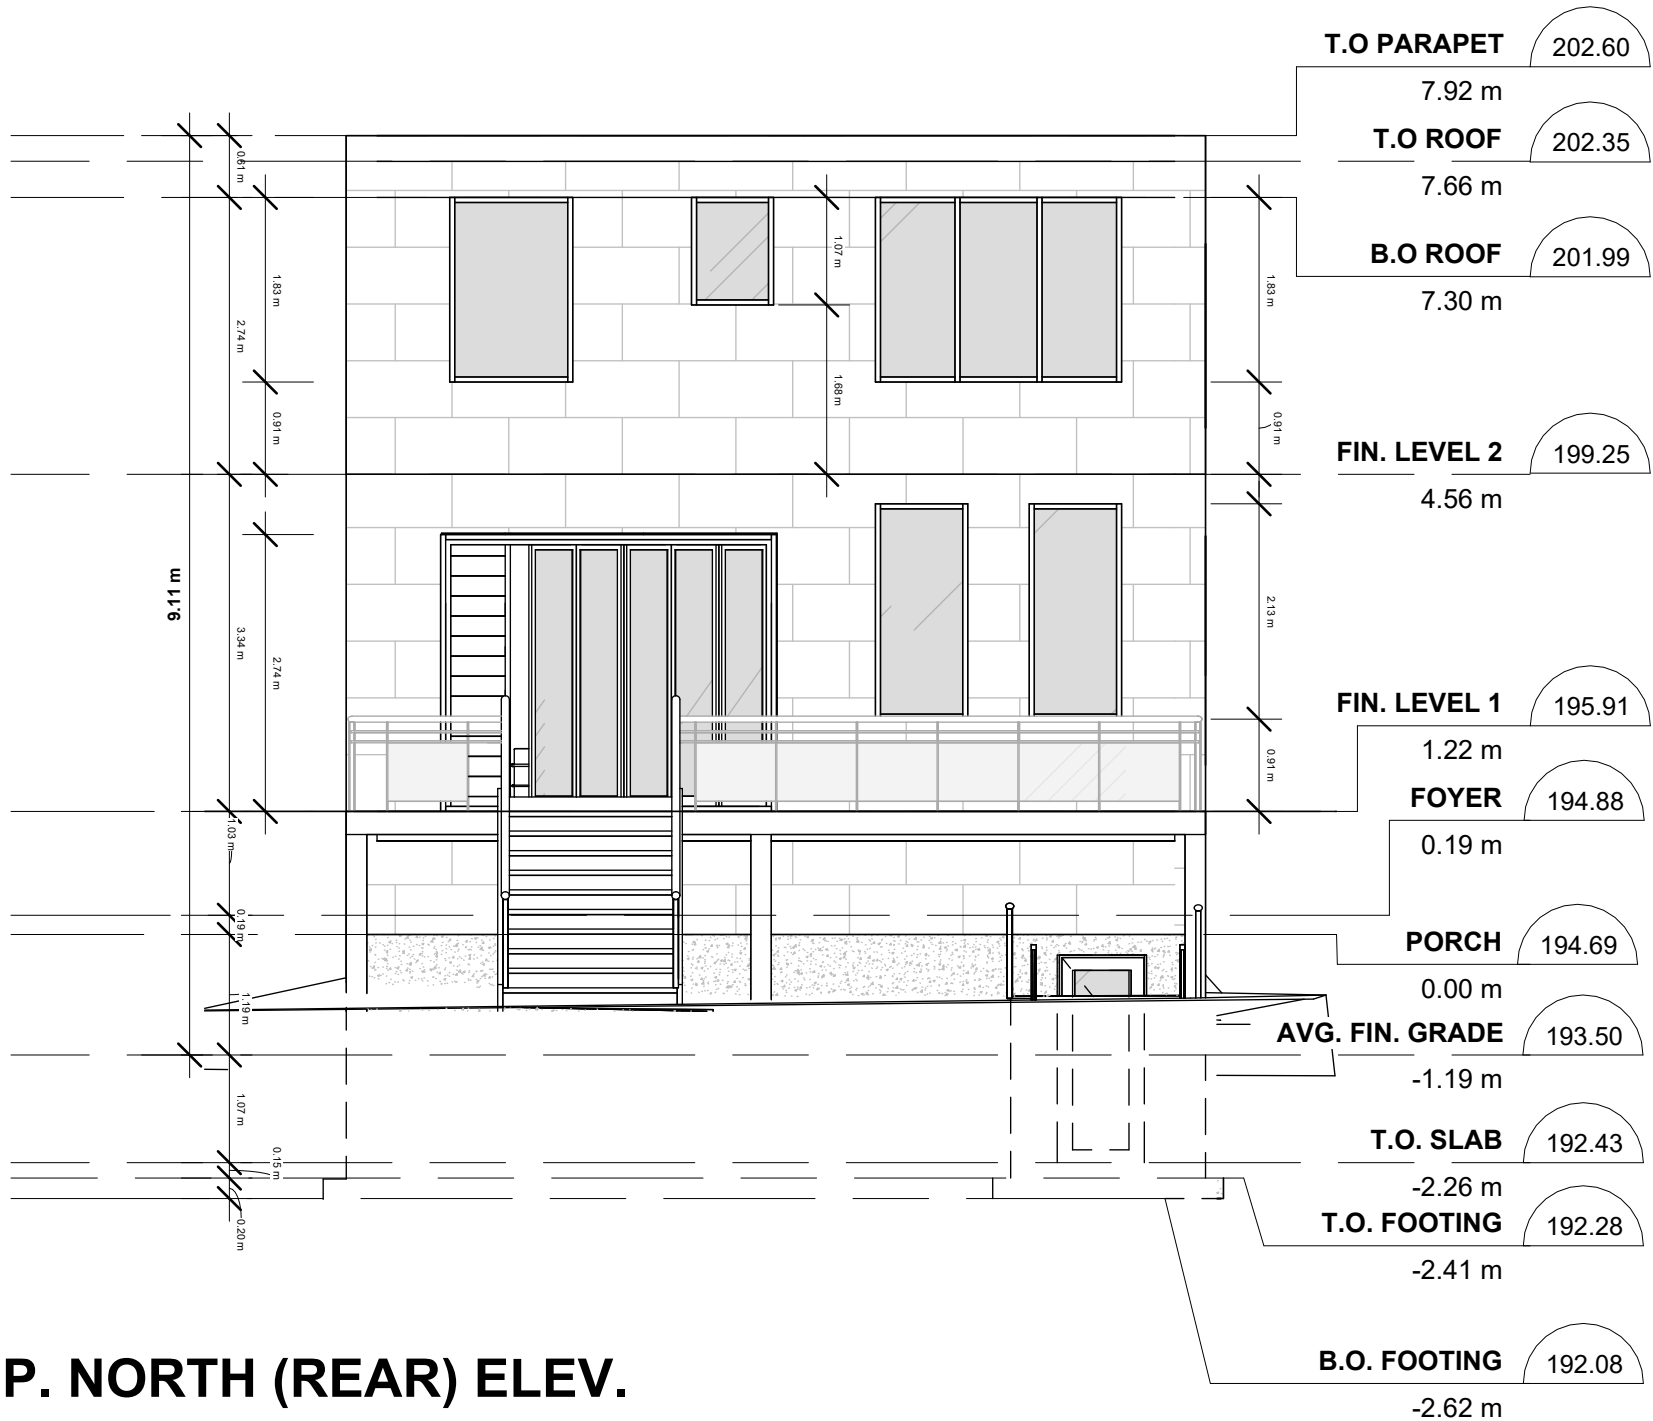 T.O PARAPET 202.60
7.92 m
T.O ROOF 202.35
7.66 m
B.O ROOF 201.99
7.30 m
FIN. LEVEL 2 199.25
4.56 m
FIN. LEVEL 1 195.91
1.22 m
FOYER 194.88
0.19 m
PORCH 194.69
0.00 m
AVG. FIN. GRADE 193.50
-1.19 m
T.O. SLAB 192.43
-2.26 m
T.O. FOOTING 192.28
-2.41 m
B.O. FOOTING 192.08
-2.62 m
9.11 m
0.61 m
2.74 m
3.34 m
1.03 m
0.19 m
1.19 m
1.07 m
0.15 m
0.20 m
1.83 m
0.91 m
2.74 m
1.07 m
1.68 m
1.83 m
0.91 m
2.13 m
0.91 m
P. NORTH (REAR) ELEV.